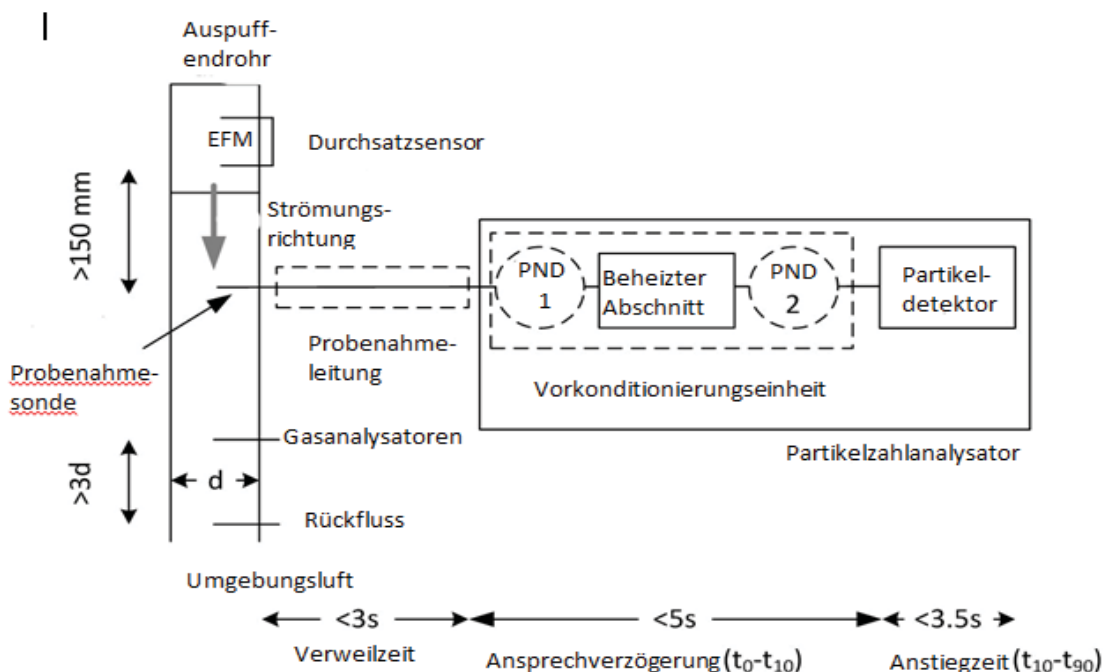 Auspuff-
endrohr
EFM
Durchsatzsensor
>150 mm
Strömungs-
richtung
PND
1
Beheizter
Abschnitt
PND
2
Partikel-
detektor
Probenahme-
leitung
Probenahme-
sonde
Vorkonditionierungseinheit
Gasanalysatoren
Partikelzahlanalysator
>3d
d
Rückfluss
Umgebungsluft
<3s
<5s
<3.5s
Verweilzeit
Ansprechverzögerung (t₀-t₁₀)
Anstiegzeit (t₁₀-t₉₀)